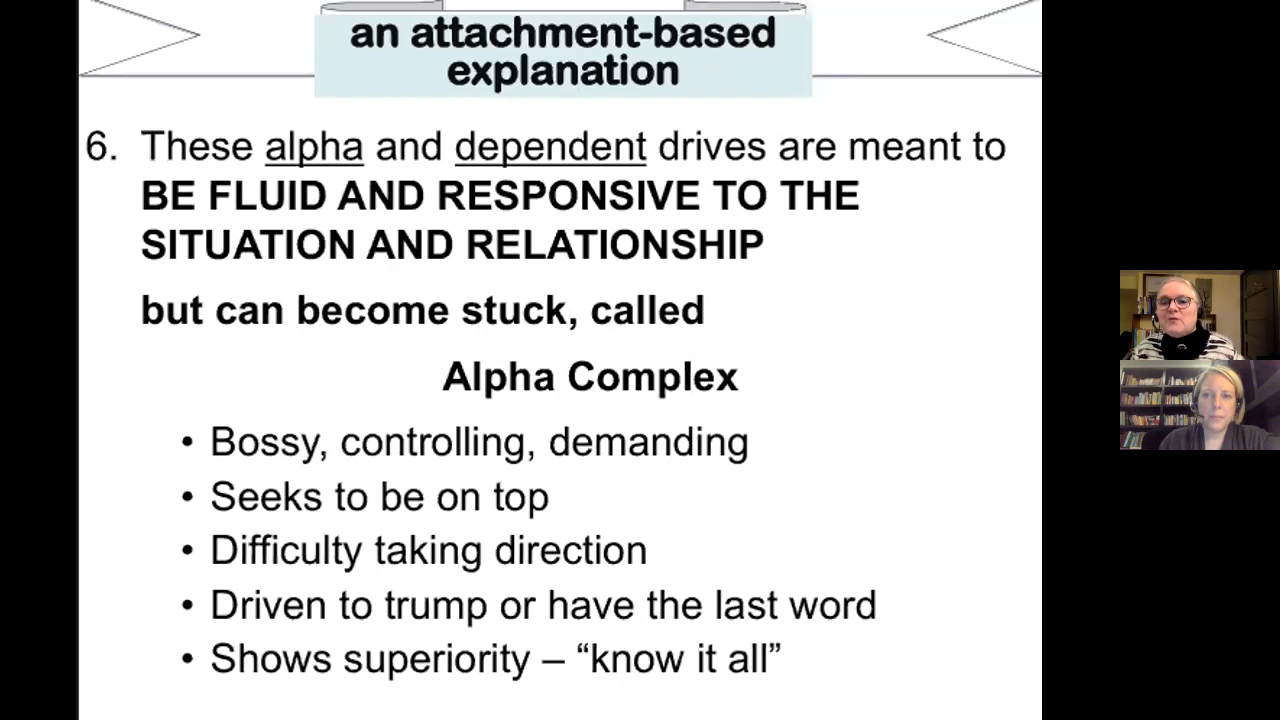 an attachment-based
explanation
6. These alpha and dependent drives are meant to
BE FLUID AND RESPONSIVE TO THE
SITUATION AND RELATIONSHIP
but can become stuck, called
Alpha Complex
• Bossy, controlling, demanding
• Seeks to be on top
• Difficulty taking direction
• Driven to trump or have the last word
• Shows superiority – “know it all”